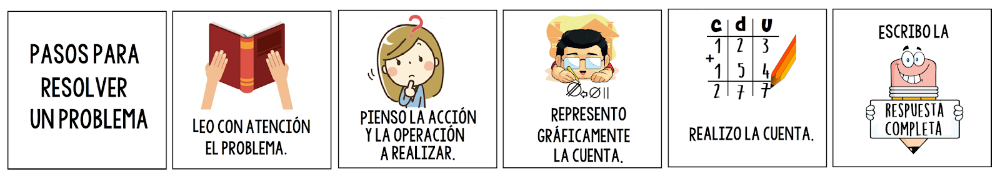 PASOS PARA
RESOLVER
UN PROBLEMA
LEO CON ATENCIÓN
EL PROBLEMA.
?
PIENSO LA ACCIÓN
Y LA OPERACIÓN
A REALIZAR.
REPRESENTO
GRÁFICAMENTE
LA CUENTA.
c d u
1 2 3
+
1 5 4
2 7 7
REALIZO LA CUENTA.
ESCRIBO LA
RESPUESTA
COMPLETA